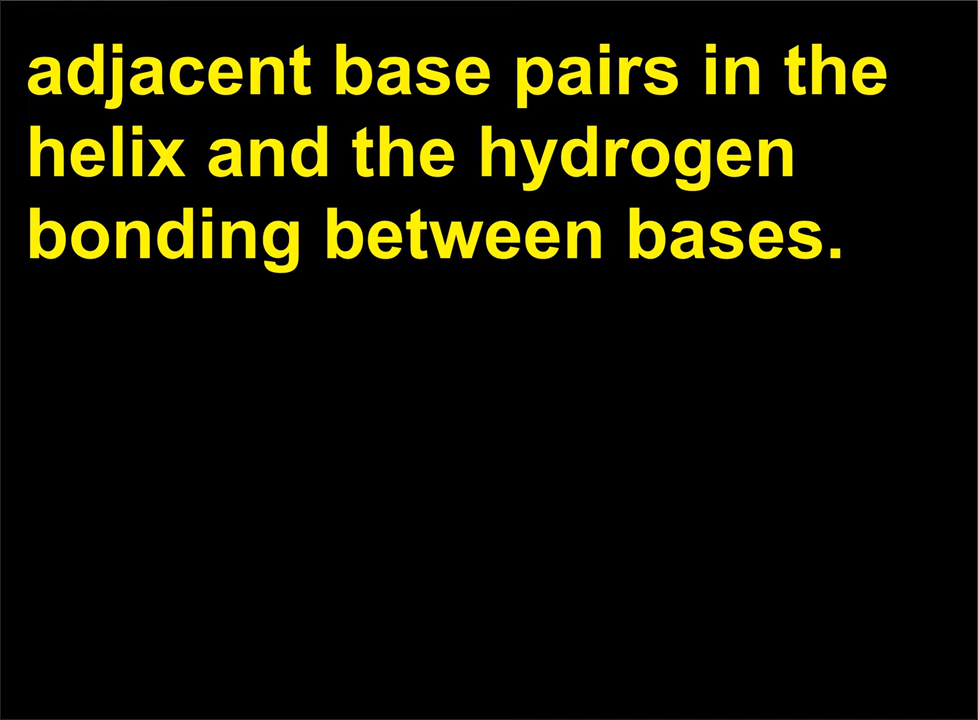 adjacent base pairs in the
helix and the hydrogen
bonding between bases.